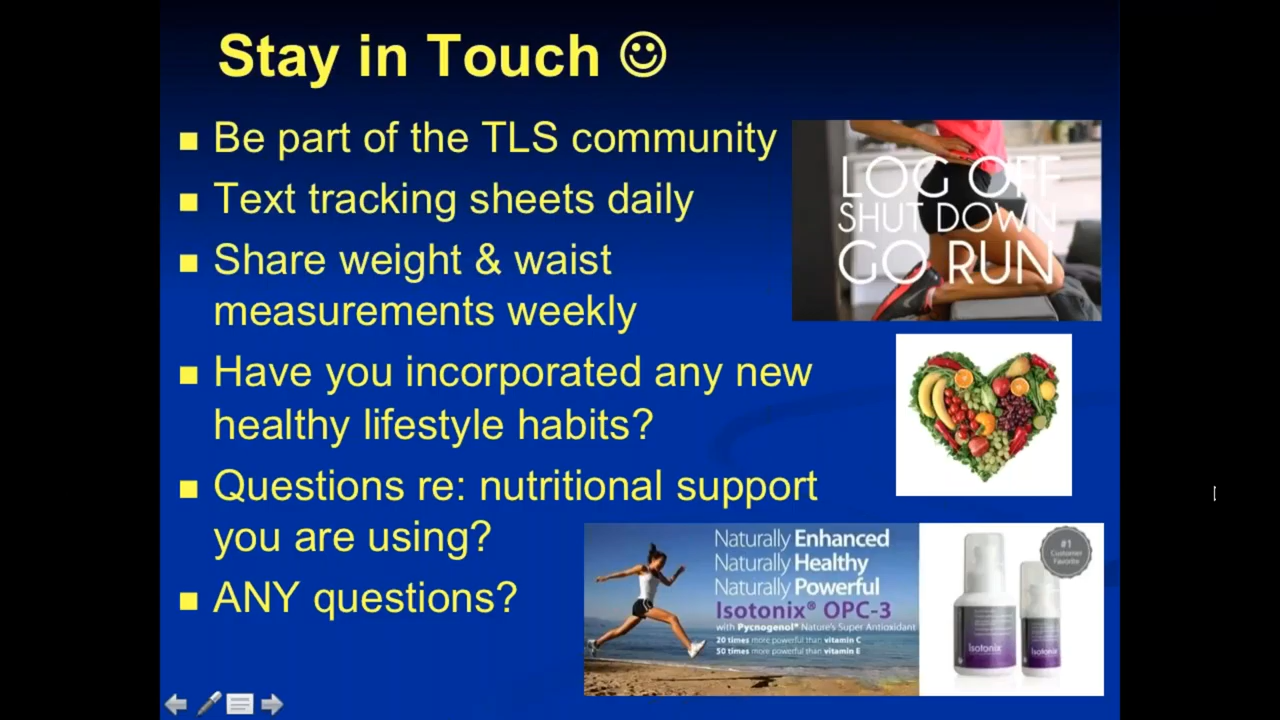 Stay in Touch ☺
■ Be part of the TLS community
■ Text tracking sheets daily
■ Share weight & waist
measurements weekly
■ Have you incorporated any new
healthy lifestyle habits?
■ Questions re: nutritional support
you are using?
■ ANY questions?
LOG OFF
SHUT DOWN
GO RUN
Naturally Enhanced
Naturally Healthy
Naturally Powerful
Isotonix® OPC-3
with Pycnogenol® Nature's Super Antioxidant
20 times more powerful than vitamin C
50 times more powerful than vitamin E
#1
Customer
Favorite
Isotonix
Isotonix